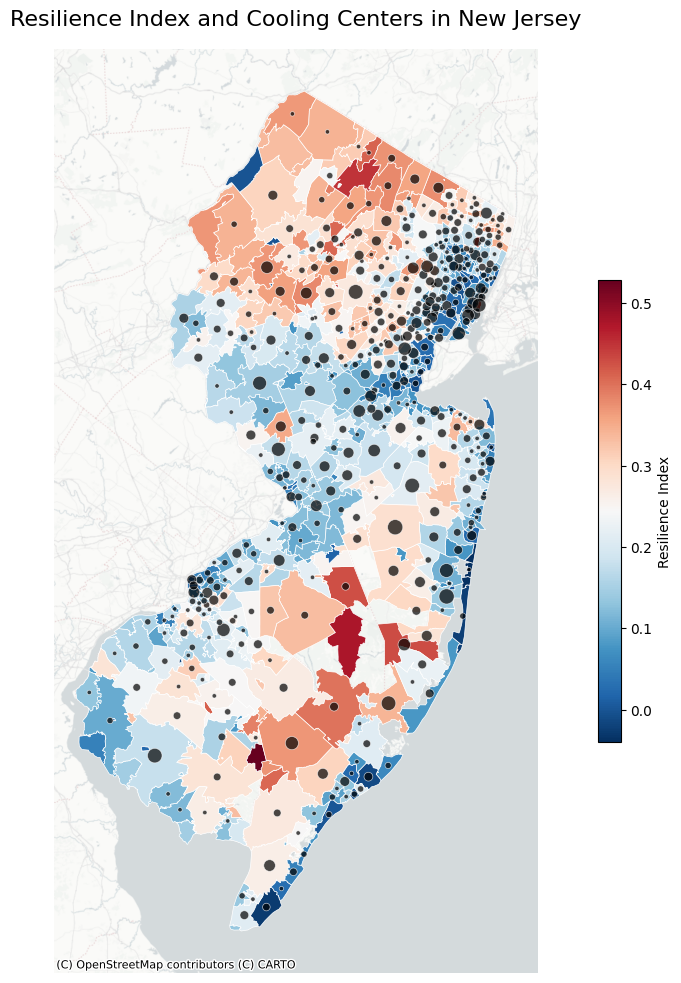 Resilience Index and Cooling Centers in New Jersey
0.5
0.4
0.3
0.2
0.1
0.0
Resilience Index
(C) OpenStreetMap contributors (C) CARTO